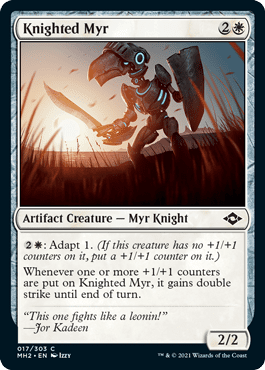 Knighted Myr 2
Artifact Creature — Myr Knight
2: Adapt 1. (If this creature has no +1/+1
counters on it, put a +1/+1 counter on it.)
Whenever one or more +1/+1 counters
are put on Knighted Myr, it gains double
strike until end of turn.
"This one fights like a leonin!"
—Jor Kadeen
2/2
017/303 C
MH2 • EN Izzy
™ & © 2021 Wizards of the Coast